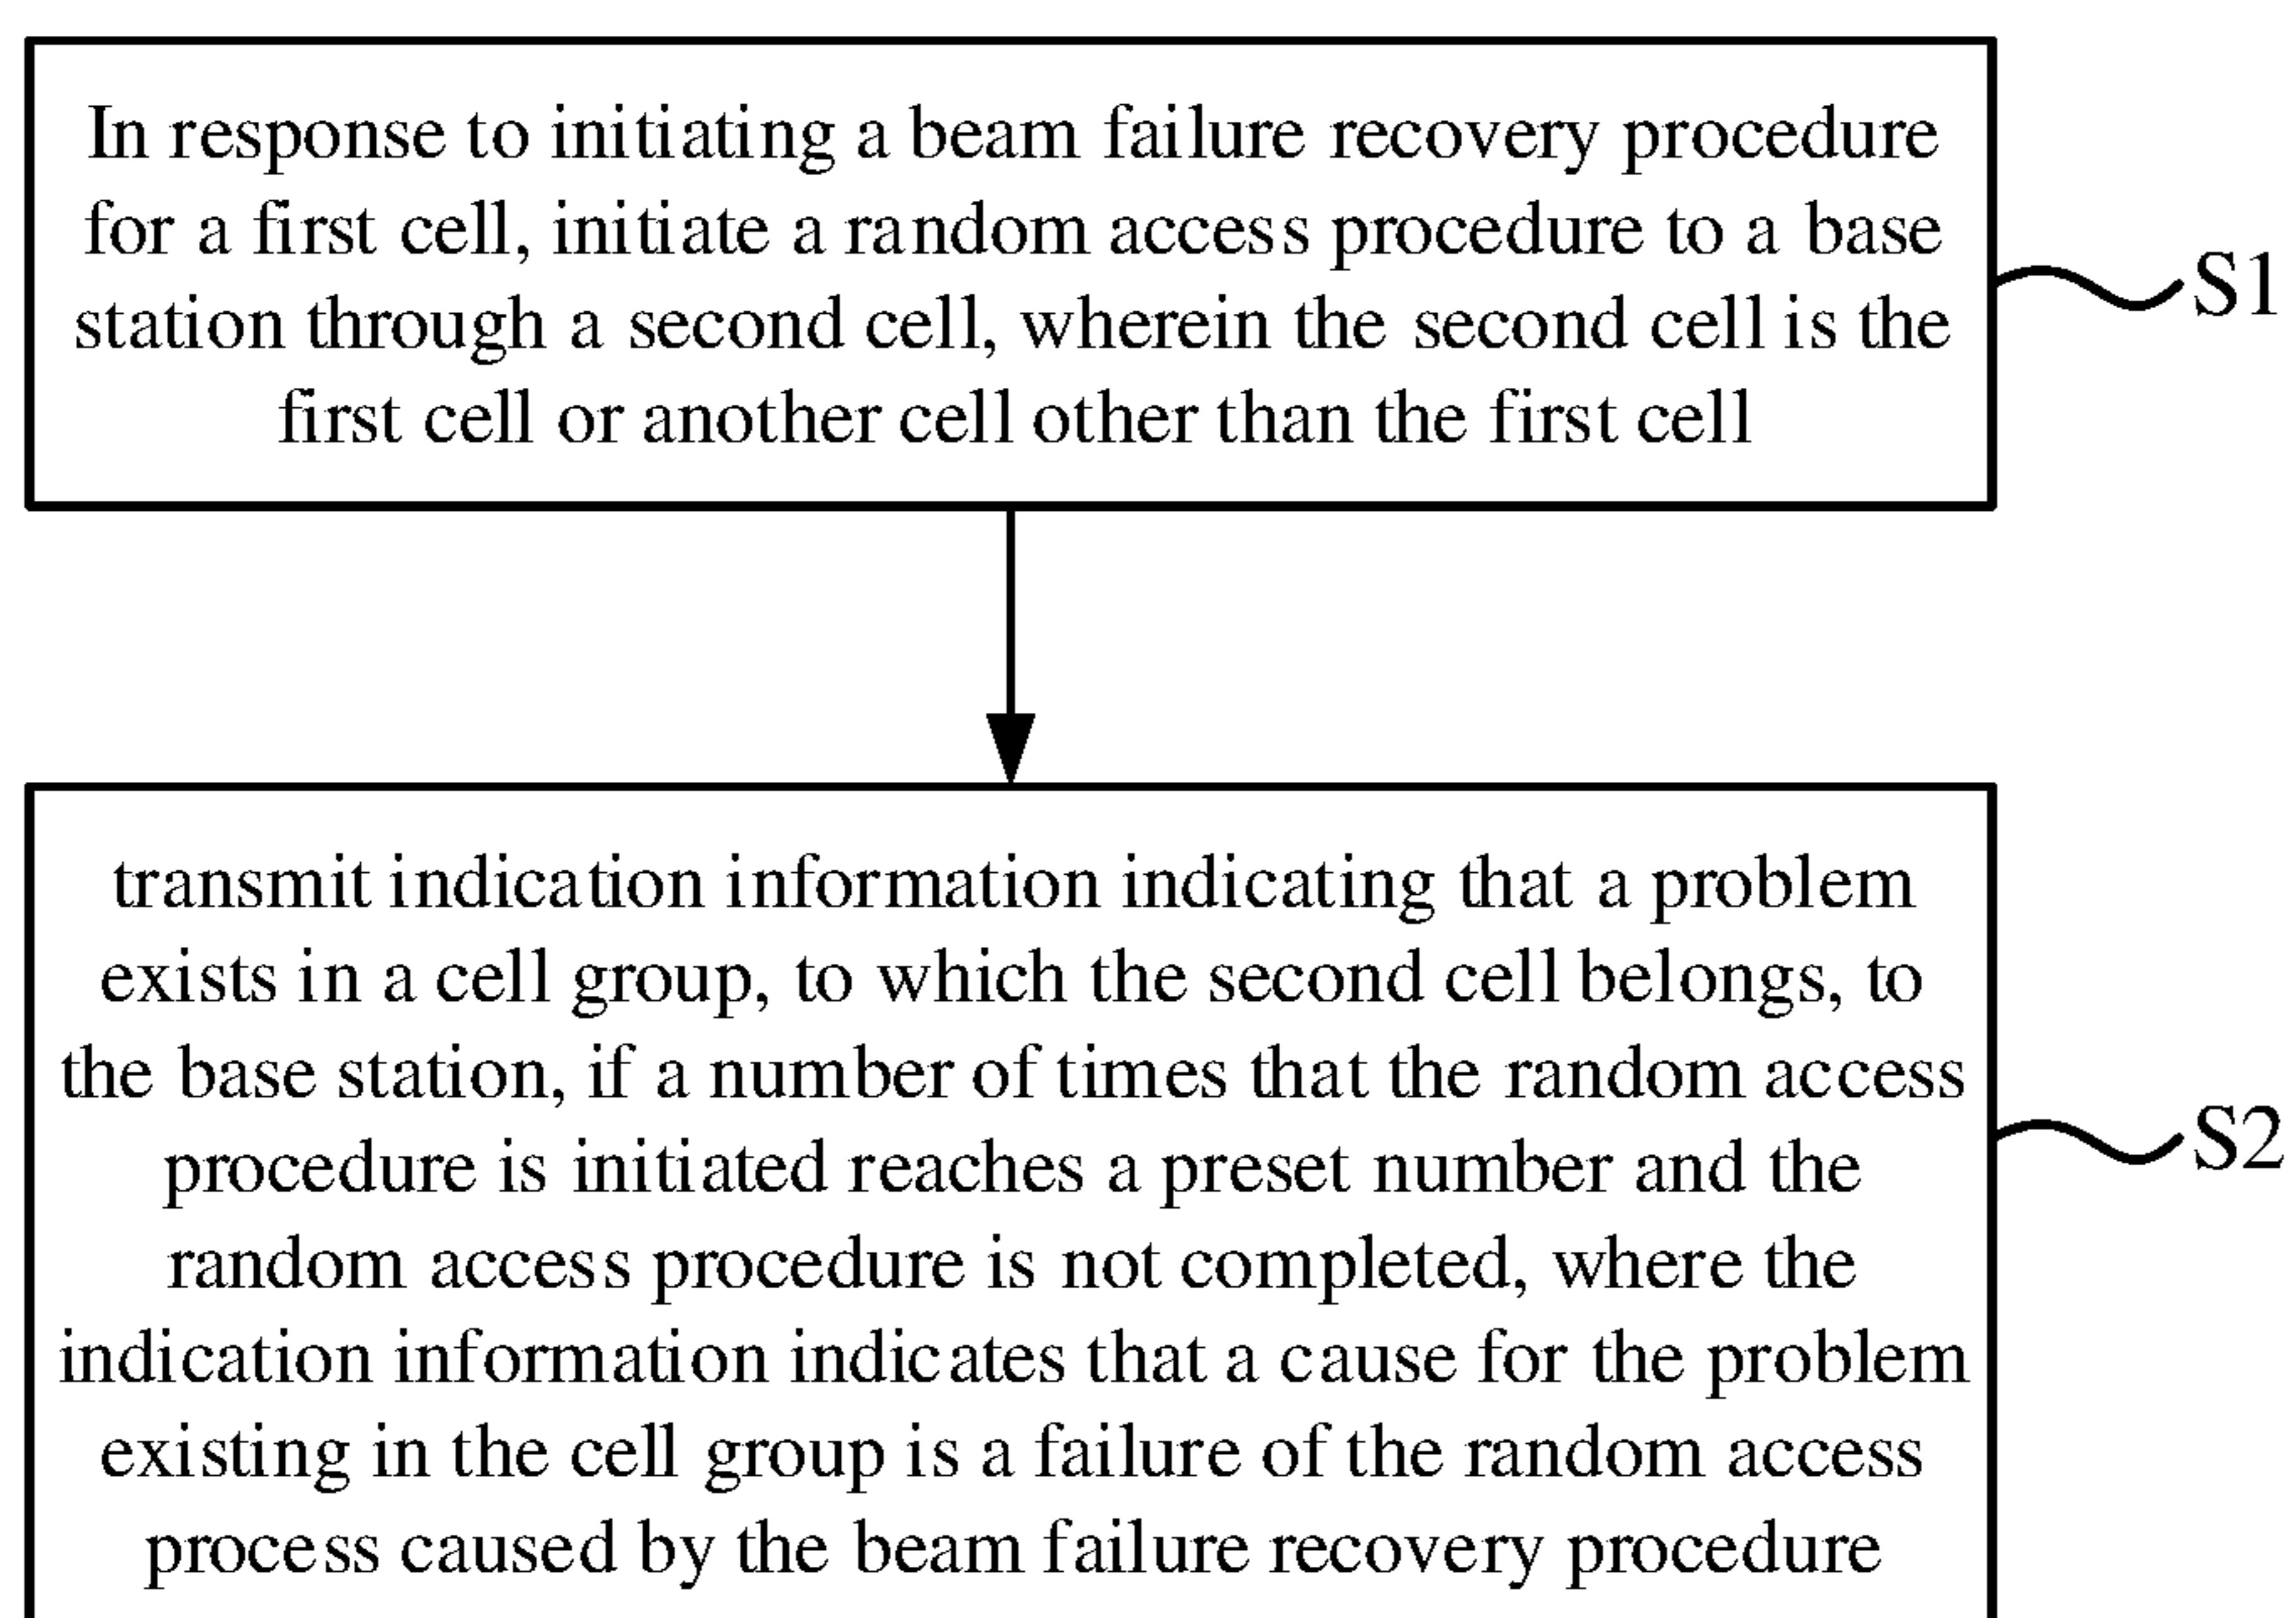 In response to initiating a beam failure recovery procedure
for a first cell, initiate a random access procedure to a base
station through a second cell, wherein the second cell is the
first cell or another cell other than the first cell
S1
transmit indication information indicating that a problem
exists in a cell group, to which the second cell belongs, to
the base station, if a number of times that the random access
procedure is initiated reaches a preset number and the
random access procedure is not completed, where the
indication information indicates that a cause for the problem
existing in the cell group is a failure of the random access
process caused by the beam failure recovery procedure
S2